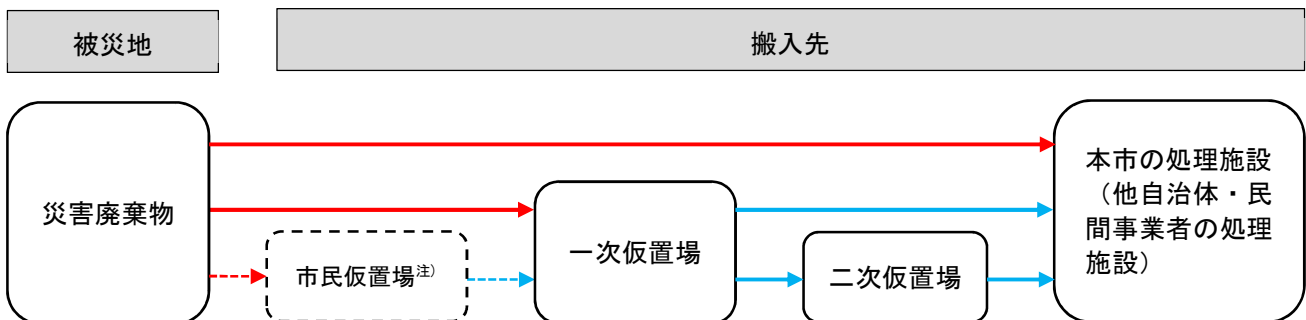 被災地
搬入先
災害廃棄物
市民仮置場注）
一次仮置場
二次仮置場
本市の処理施設
（他自治体・民
間事業者の処理
施設）